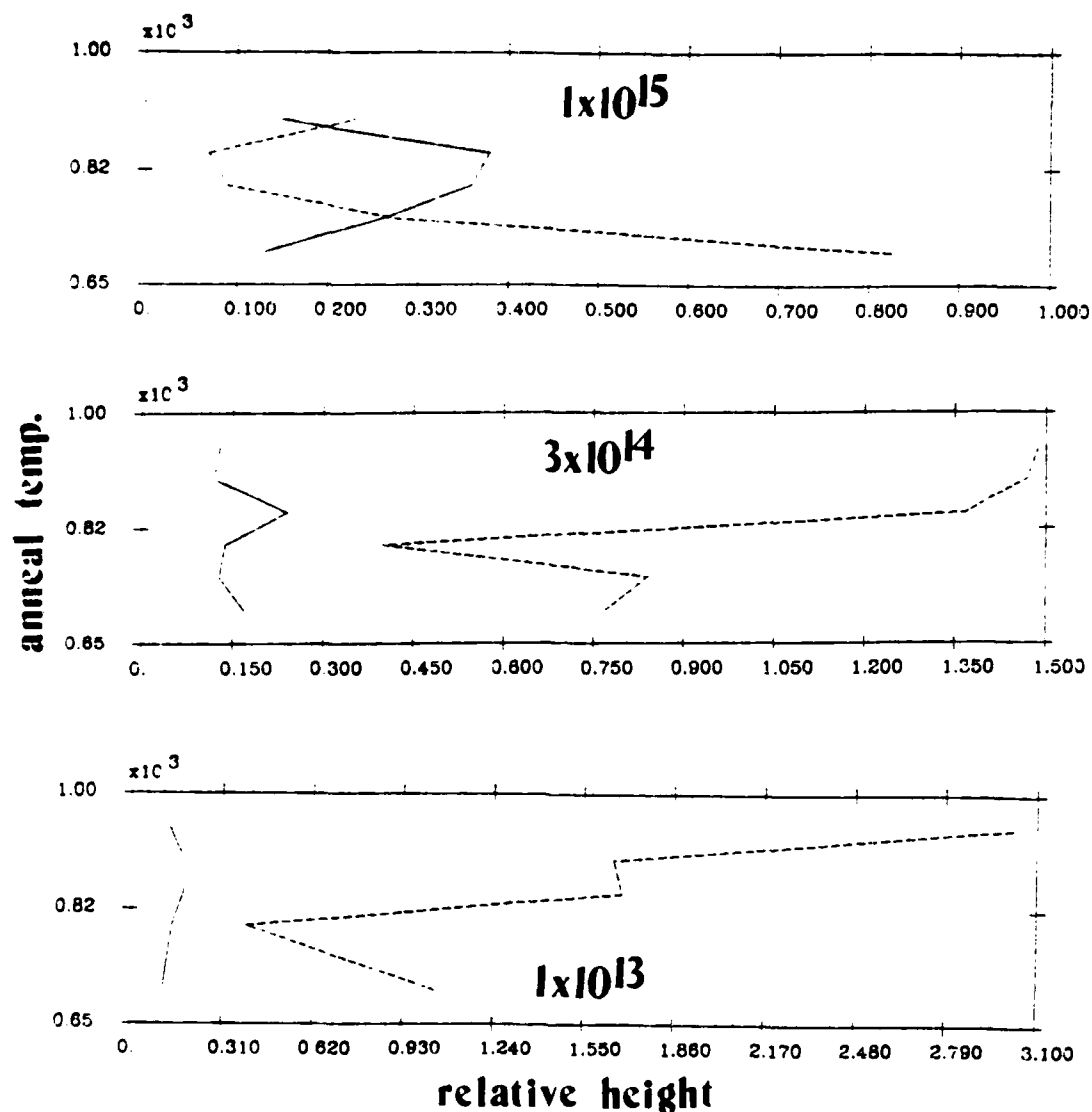 x10³
1.00
1x10¹⁵
0.82
0.65
0. 0.100 0.200 0.300 0.400 0.500 0.600 0.700 0.800 0.900 1.000
x10³
1.00
3x10¹⁴
0.82
0.65
0. 0.150 0.300 0.450 0.600 0.750 0.900 1.050 1.200 1.350 1.500
anneal temp.
x10³
1.00
0.82
1x10¹³
0.65
0. 0.310 0.620 0.930 1.240 1.550 1.860 2.170 2.480 2.790 3.100
relative height